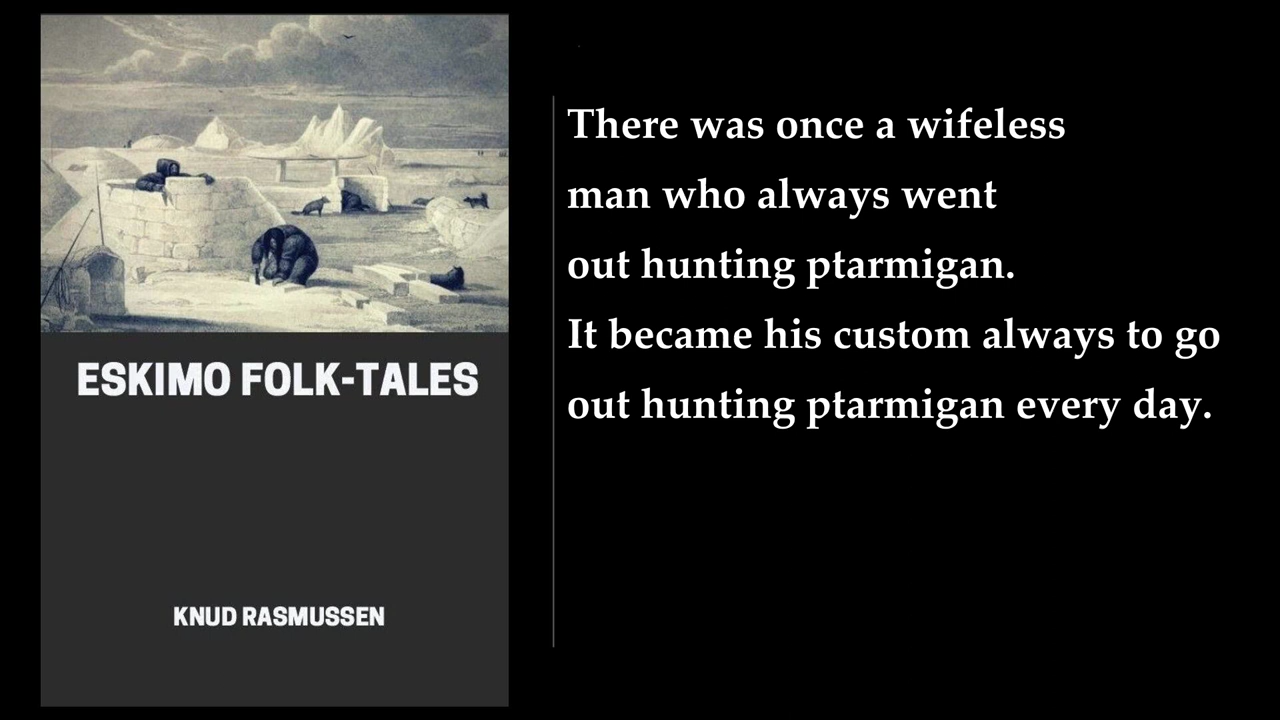 ESKIMO FOLK-TALES
KNUD RASMUSSEN
There was once a wifeless
man who always went
out hunting ptarmigan.
It became his custom always to go
out hunting ptarmigan every day.